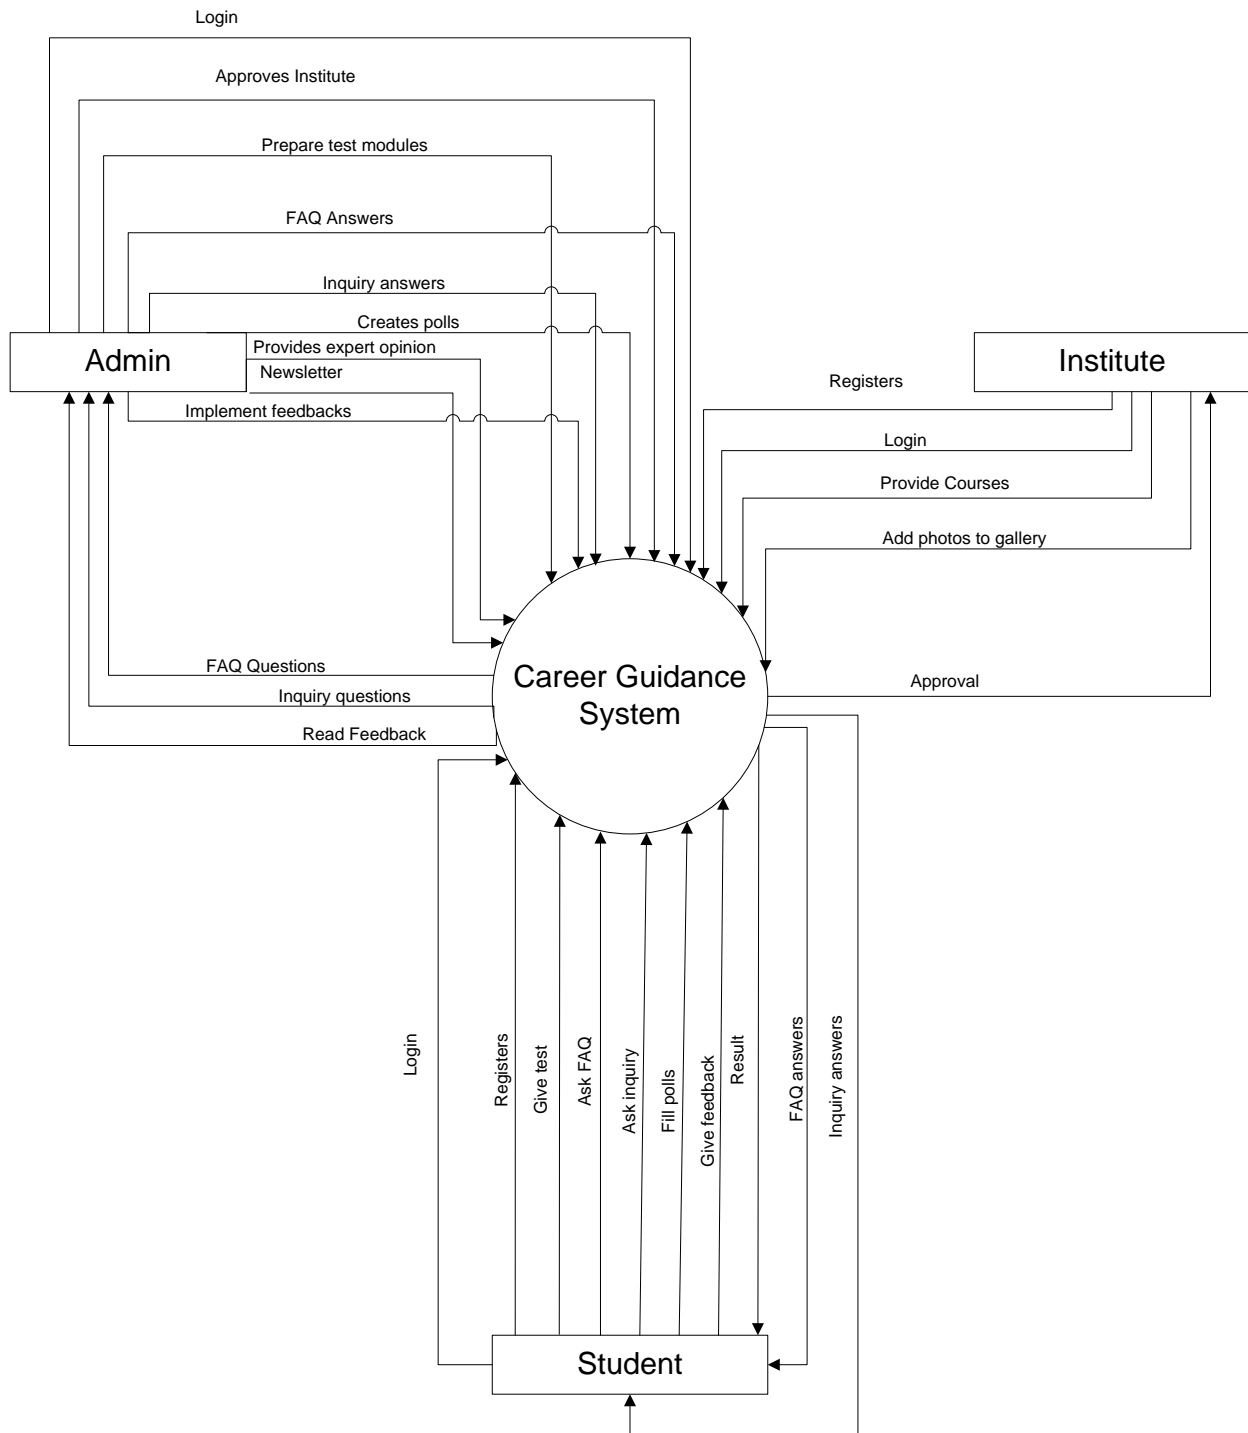 Login
Approves Institute
Prepare test modules
FAQ Answers
Inquiry answers
Creates polls
Provides expert opinion
Newsletter
Admin
Implement feedbacks
Institute
Registers
Login
Provide Courses
Add photos to gallery
Career Guidance
System
FAQ Questions
Inquiry questions
Read Feedback
Approval
Login
Registers
Give test
Ask FAQ
Ask inquiry
Fill polls
Give feedback
Result
FAQ answers
Inquiry answers
Student